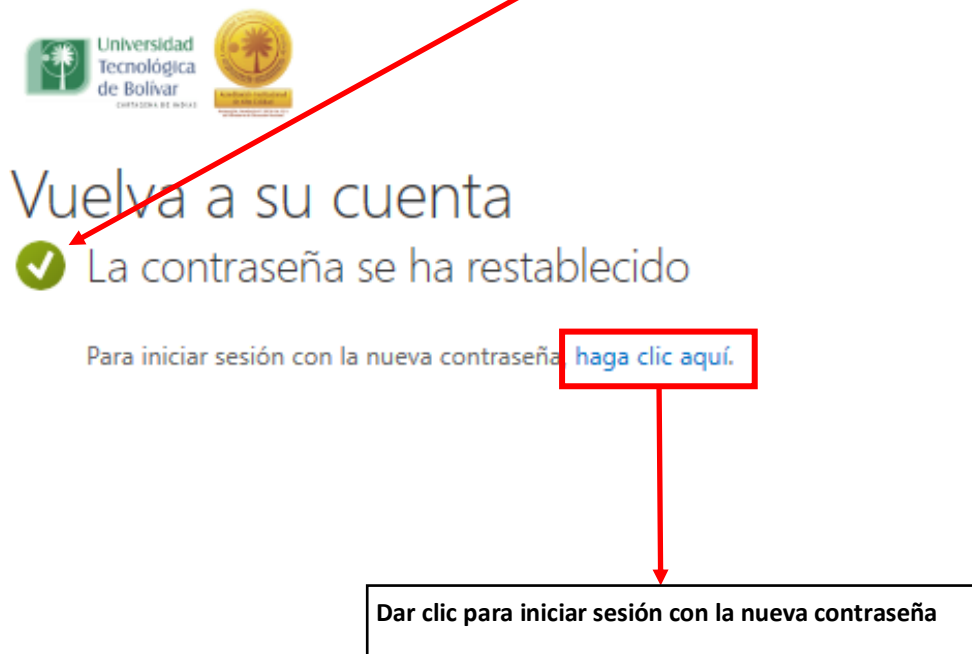 Universidad
Tecnológica
de Bolívar
CARTAGENA DE INDIAS
Vuelva a su cuenta
La contraseña se ha restablecido
Para iniciar sesión con la nueva contraseña, haga clic aquí.
Dar clic para iniciar sesión con la nueva contraseña